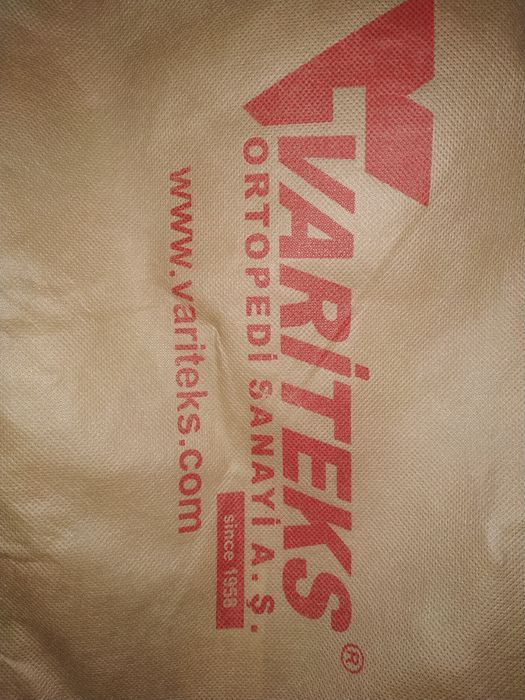 VARİTEKS®
ORTOPEDİ SANAYİ A.Ş.
since 1958
www.variteks.com